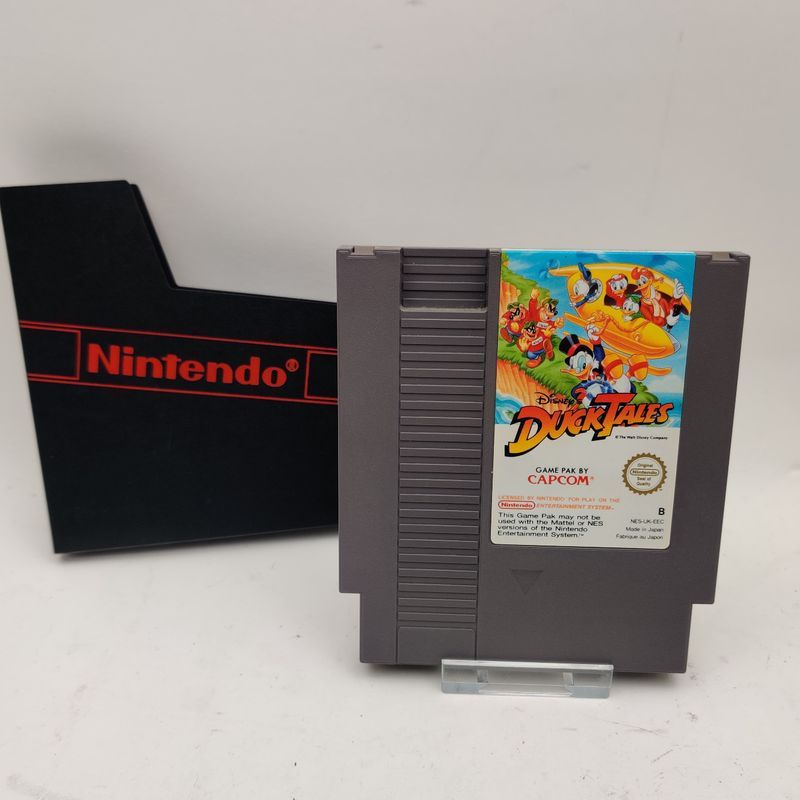 Nintendo®
Disney's
DUCKTALES
© The Walt Disney Company
GAME PAK BY
CAPCOM®
Original
Nintendo
Seal of
Quality
LICENSED BY NINTENDO FOR PLAY ON THE
Nintendo ENTERTAINMENT SYSTEM™
This Game Pak may not be
used with the Mattel or NES
versions of the Nintendo
Entertainment System.™
B
NES-UK-EEC
Made in Japan
Fabriqué au Japon